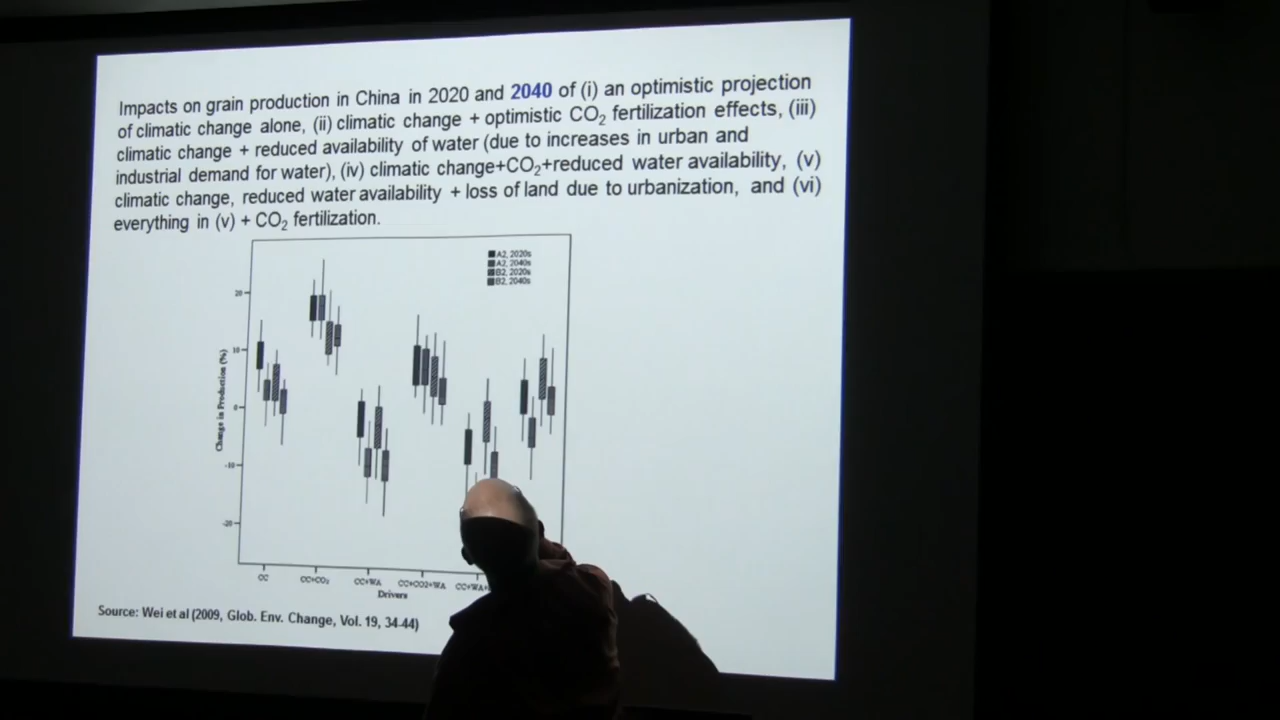 Impacts on grain production in China in 2020 and 2040 of (i) an optimistic projection
of climatic change alone, (ii) climatic change + optimistic CO₂ fertilization effects, (iii)
climatic change + reduced availability of water (due to increases in urban and
industrial demand for water), (iv) climatic change+CO₂+reduced water availability, (v)
climatic change, reduced water availability + loss of land due to urbanization, and (vi)
everything in (v) + CO₂ fertilization.
A2, 2020s
A2, 2040s
B2, 2020s
B2, 2040s
20
10
0
-10
-20
Change in Production (%)
CC CC+CO₂ CC+WA CC+CO2+WA CC+WA+
Drivers
Source: Wei et al (2009, Glob. Env. Change, Vol. 19, 34-44)